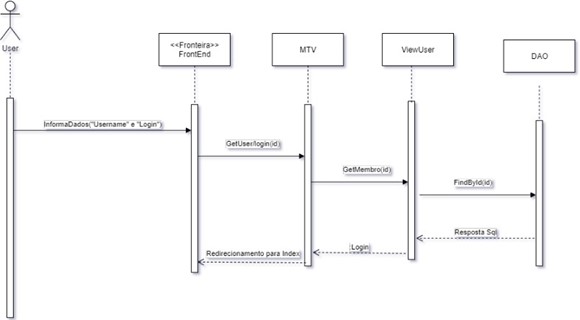 User
<<Fronteira>>
FrontEnd
MTV
ViewUser
DAO
InformaDados("Username" e "Login")
GetUser/login(id)
GetMembro(id)
FindById(id)
Resposta Sql
Login
Redirecionamento para Index